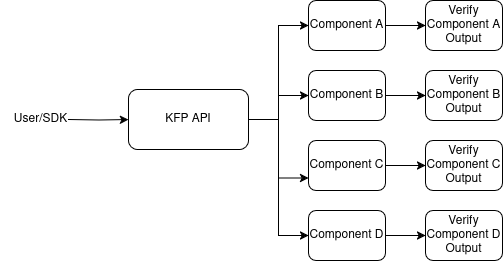 User/SDK
KFP API
Component A
Verify
Component A
Output
Component B
Verify
Component B
Output
Component C
Verify
Component C
Output
Component D
Verify
Component D
Output